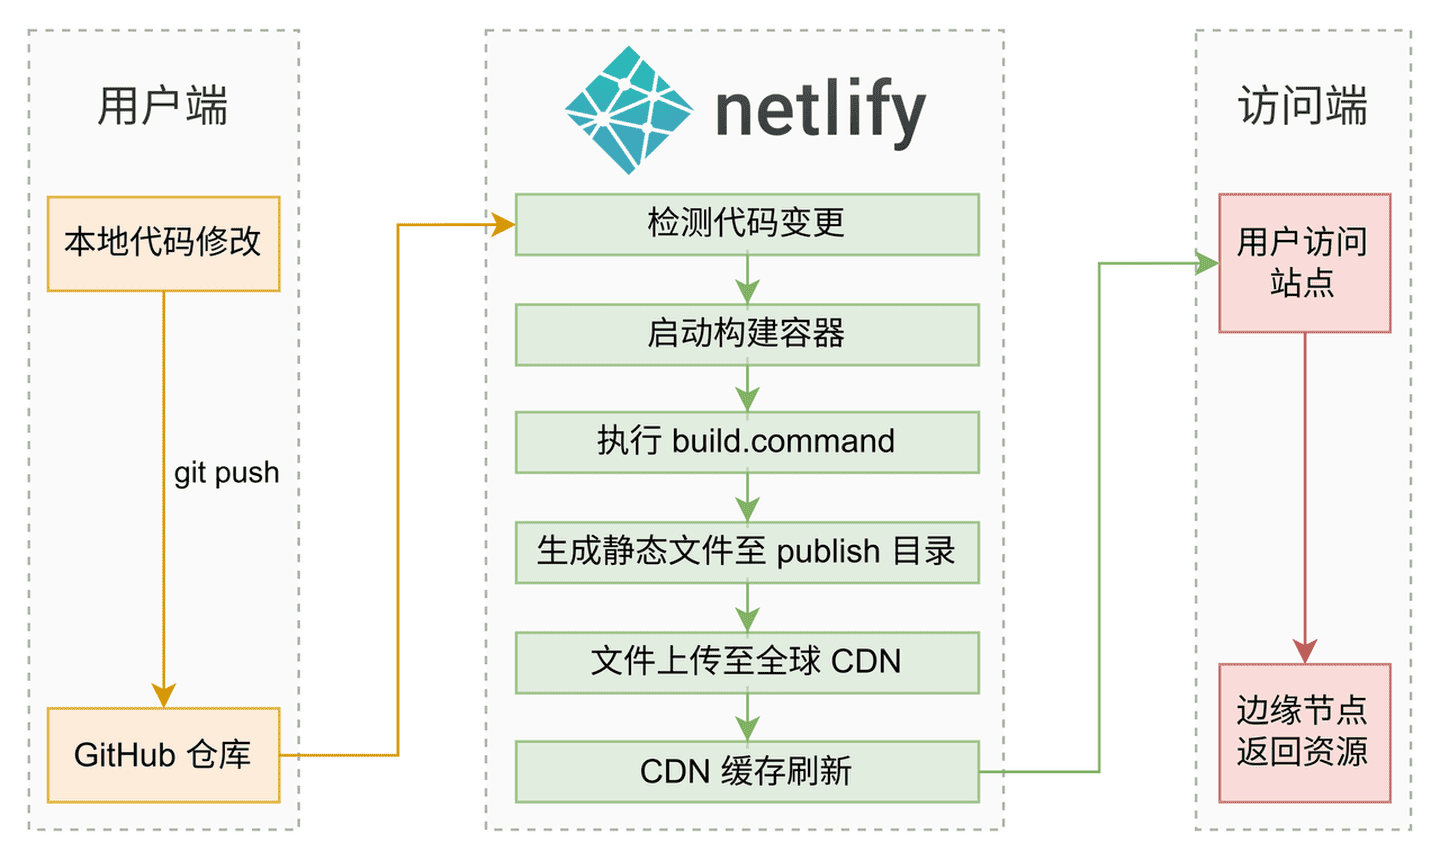 用户端
本地代码修改
git push
GitHub 仓库
netlify
检测代码变更
启动构建容器
执行 build.command
生成静态文件至 publish 目录
文件上传至全球 CDN
CDN 缓存刷新
访问端
用户访问
站点
边缘节点
返回资源